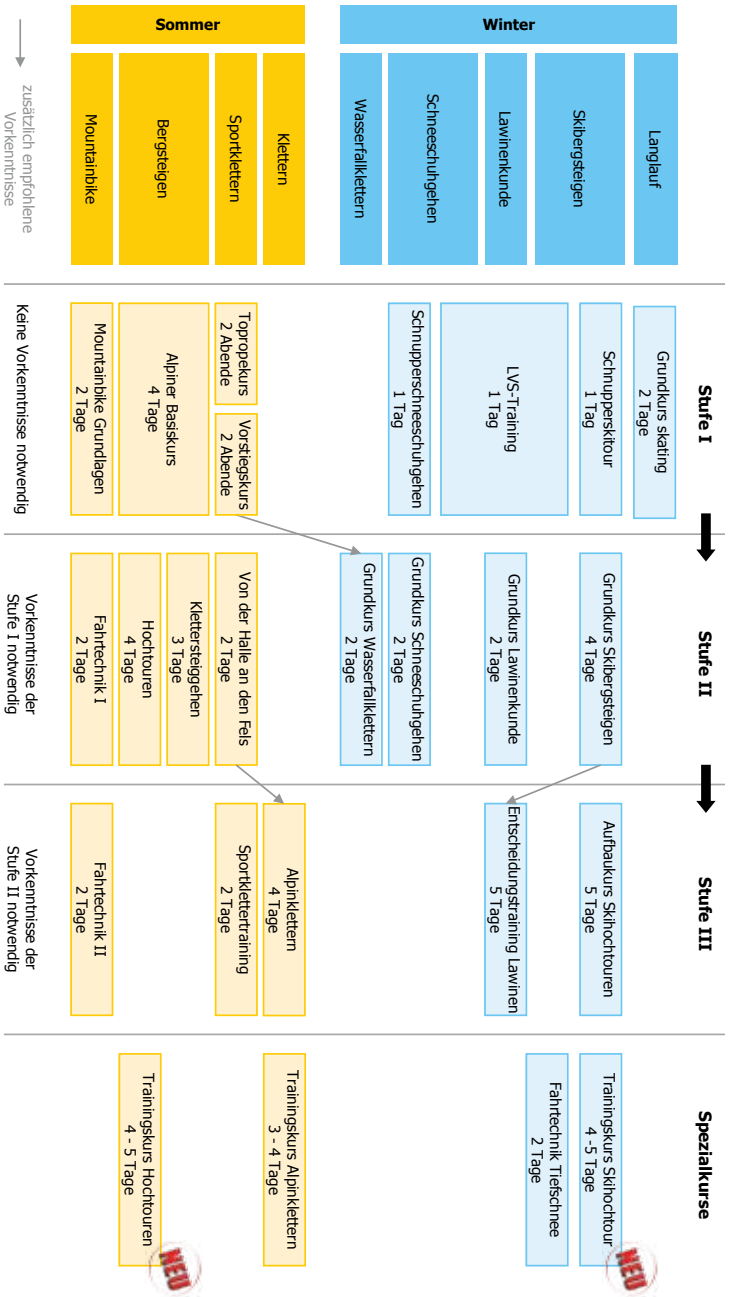 Stufe I
Stufe II
Stufe III
Spezialkurse
Winter
Langlauf
Grundkurs skating
2 Tage
Skibergsteigen
Schnupperskitour
1 Tag
Grundkurs Skibergsteigen
4 Tage
Aufbaukurs Skihochtouren
5 Tage
Trainingskurs Skihochtour
4 -5 Tage
NEU
Fahrtechnik Tiefschnee
2 Tage
Lawinenkunde
LVS-Training
1 Tag
Grundkurs Lawinenkunde
2 Tage
Entscheidungstraining Lawinen
5 Tage
Schneeschuhgehen
Schnupperschneeschuhgehen
1 Tag
Grundkurs Schneeschuhgehen
2 Tage
Wasserfallklettern
Grundkurs Wasserfallklettern
2 Tage
Sommer
Klettern
Alpinklettern
4 Tage
Trainingskurs Alpinklettern
3 - 4 Tage
Sportklettern
Topropekurs
2 Abende
Vorstiegskurs
2 Abende
Von der Halle an den Fels
2 Tage
Sportklettertraining
2 Tage
Bergsteigen
Alpiner Basiskurs
4 Tage
Klettersteiggehen
3 Tage
Hochtouren
4 Tage
Trainingskurs Hochtouren
4 - 5 Tage
NEU
Mountainbike
Mountainbike Grundlagen
2 Tage
Fahrtechnik I
2 Tage
Fahrtechnik II
2 Tage
zusätzlich empfohlene
Vorkenntnisse
Keine Vorkenntnisse notwendig
Vorkenntnisse der
Stufe I notwendig
Vorkenntnisse der
Stufe II notwendig